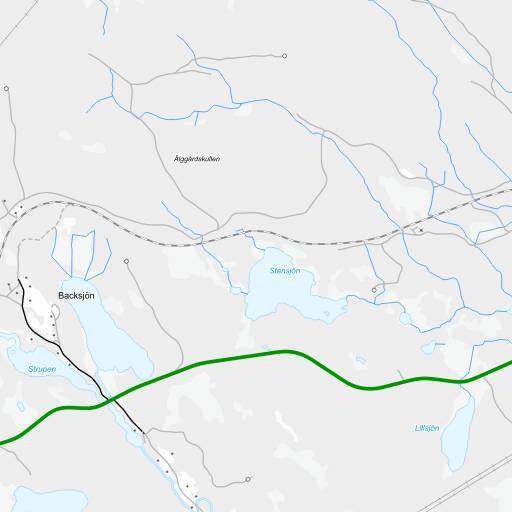 Älggårdskullen
Stensjön
Backsjön
Strupen
Lillsjön